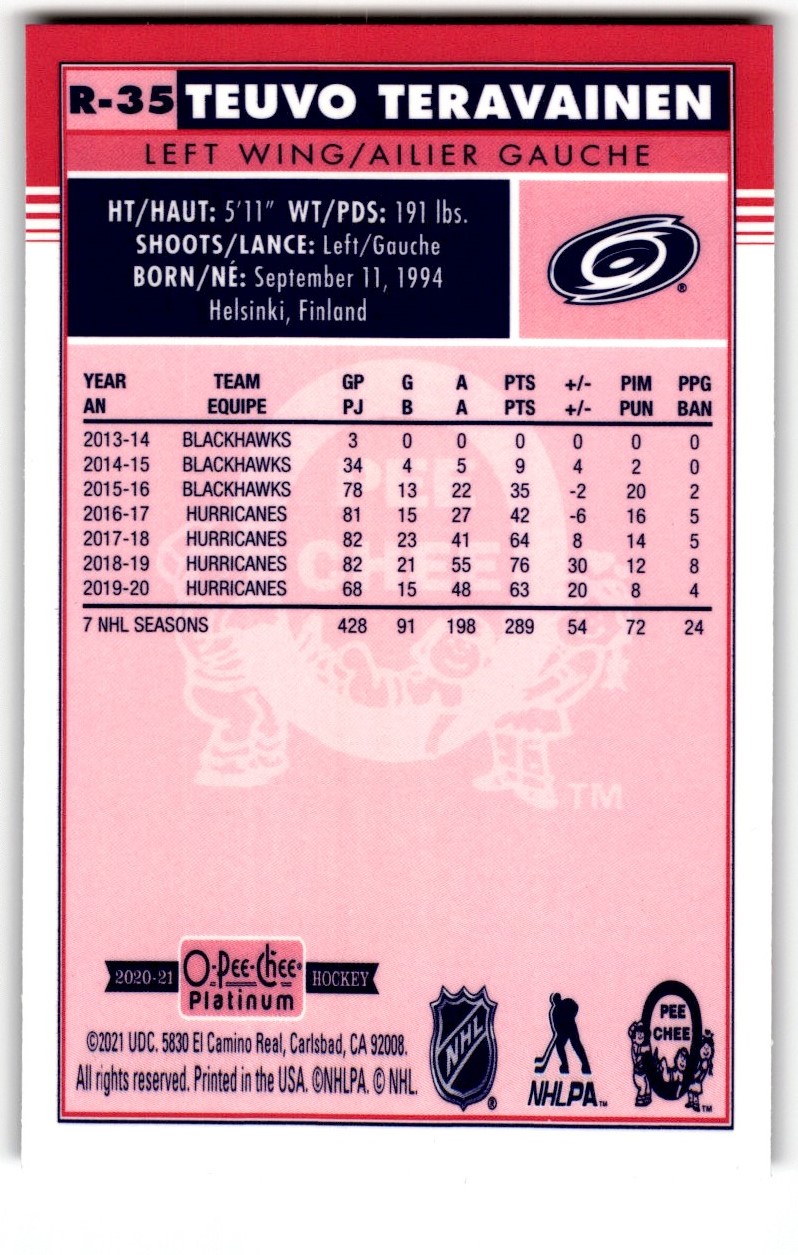 R-35 TEUVO TERAVAINEN
LEFT WING/AILIER GAUCHE
HT/HAUT: 5'11" WT/PDS: 191 lbs.
SHOOTS/LANCE: Left/Gauche
BORN/NÉ: September 11, 1994
Helsinki, Finland
®
YEAR TEAM GP G A PTS +/- PIM PPG
AN EQUIPE PJ B A PTS +/- PUN BAN
2013-14 BLACKHAWKS 3 0 0 0 0 0 0
2014-15 BLACKHAWKS 34 4 5 9 4 2 0
2015-16 BLACKHAWKS 78 13 22 35 -2 20 2
2016-17 HURRICANES 81 15 27 42 -6 16 5
2017-18 HURRICANES 82 23 41 64 8 14 5
2018-19 HURRICANES 82 21 55 76 30 12 8
2019-20 HURRICANES 68 15 48 63 20 8 4
7 NHL SEASONS 428 91 198 289 54 72 24
PEE
CHEE
TM
2020-21 O-Pee-Chee® HOCKEY
Platinum
©2021 UDC. 5830 El Camino Real, Carlsbad, CA 92008.
All rights reserved. Printed in the USA. ©NHLPA. © NHL.
NHL ®
NHLPA™
O PEE
CHEE
TM